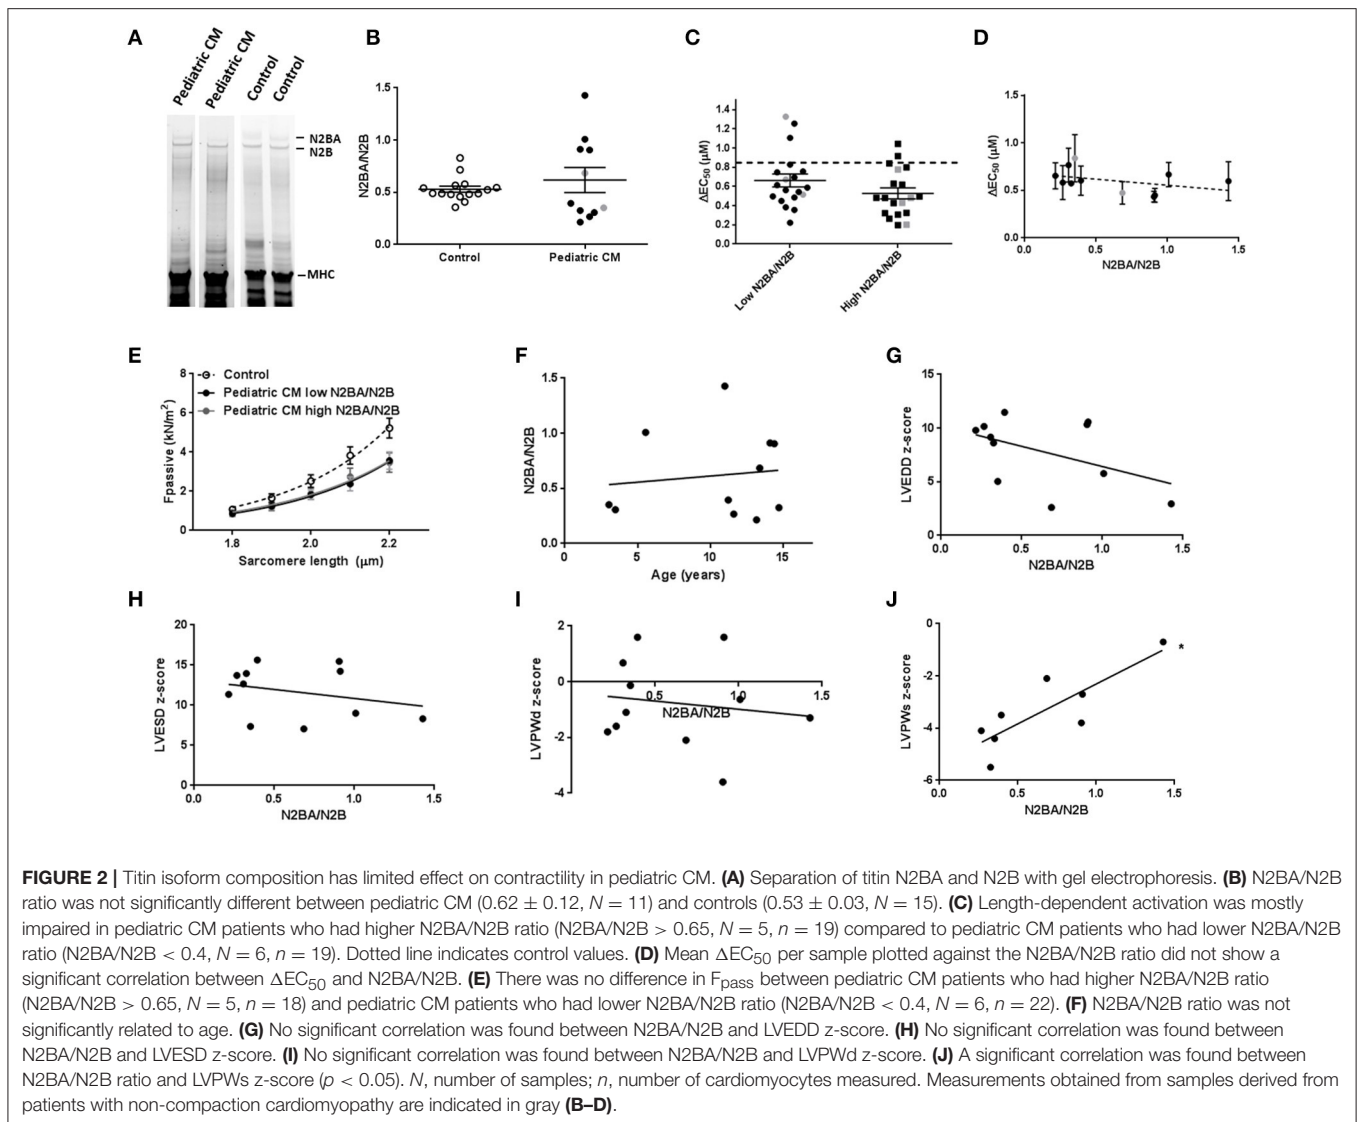 A
Pediatric CM
Pediatric CM
Control
Control
N2BA
N2B
MHC
B
N2BA/N2B
1.5
1.0
0.5
0.0
Control
Pediatric CM
C
ΔEC50 (μM)
1.4
1.2
1.0
0.8
0.6
0.4
0.2
0
Low N2BA/N2B
High N2BA/N2B
D
ΔEC50 (μM)
1.5
1.0
0.5
0.0
0.0
0.5
1.0
1.5
N2BA/N2B
E
Fpassive (kN/m²)
8
6
4
2
0
Control
Pediatric CM low N2BA/N2B
Pediatric CM high N2BA/N2B
1.8
2.0
2.2
Sarcomere length (μm)
F
N2BA/N2B
1.5
1.0
0.5
0.0
0
5
10
15
Age (years)
G
LVEDD z-score
15
10
5
0
0.0
0.5
1.0
1.5
N2BA/N2B
H
LVESD z-score
20
15
10
5
0
0.0
0.5
1.0
1.5
N2BA/N2B
I
LVPWd z-score
2
0
-2
-4
0.5
1.0
1.5
N2BA/N2B
J
LVPWs z-score
0
-2
-4
-6
*
0.0
0.5
1.0
1.5
N2BA/N2B
FIGURE 2 | Titin isoform composition has limited effect on contractility in pediatric CM. (A) Separation of titin N2BA and N2B with gel electrophoresis. (B) N2BA/N2B
ratio was not significantly different between pediatric CM (0.62 ± 0.12, N = 11) and controls (0.53 ± 0.03, N = 15). (C) Length-dependent activation was mostly
impaired in pediatric CM patients who had higher N2BA/N2B ratio (N2BA/N2B > 0.65, N = 5, n = 19) compared to pediatric CM patients who had lower N2BA/N2B
ratio (N2BA/N2B < 0.4, N = 6, n = 19). Dotted line indicates control values. (D) Mean ΔEC50 per sample plotted against the N2BA/N2B ratio did not show a
significant correlation between ΔEC50 and N2BA/N2B. (E) There was no difference in Fpass between pediatric CM patients who had higher N2BA/N2B ratio
(N2BA/N2B > 0.65, N = 5, n = 18) and pediatric CM patients who had lower N2BA/N2B ratio (N2BA/N2B < 0.4, N = 6, n = 22). (F) N2BA/N2B ratio was not
significantly related to age. (G) No significant correlation was found between N2BA/N2B and LVEDD z-score. (H) No significant correlation was found between
N2BA/N2B and LVESD z-score. (I) No significant correlation was found between N2BA/N2B and LVPWd z-score. (J) A significant correlation was found between
N2BA/N2B ratio and LVPWs z-score (p < 0.05). N, number of samples; n, number of cardiomyocytes measured. Measurements obtained from samples derived from
patients with non-compaction cardiomyopathy are indicated in gray (B–D).